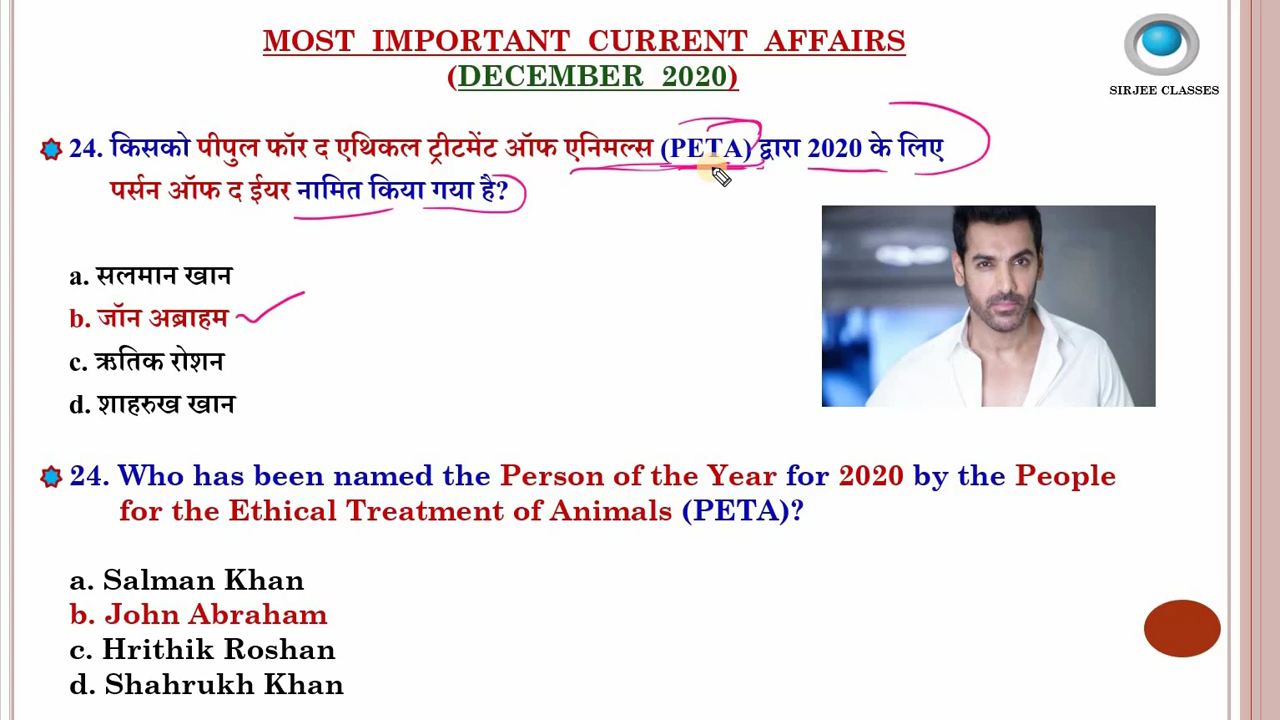 MOST IMPORTANT CURRENT AFFAIRS
(DECEMBER 2020)
SIRJEE CLASSES
24. किसको पीपुल फॉर द एथिकल ट्रीटमेंट ऑफ एनिमल्स (PETA) द्वारा 2020 के लिए
पर्सन ऑफ द ईयर नामित किया गया है?
a. सलमान खान
b. जॉन अब्राहम
c. ऋतिक रोशन
d. शाहरुख खान
24. Who has been named the Person of the Year for 2020 by the People
for the Ethical Treatment of Animals (PETA)?
a. Salman Khan
b. John Abraham
c. Hrithik Roshan
d. Shahrukh Khan